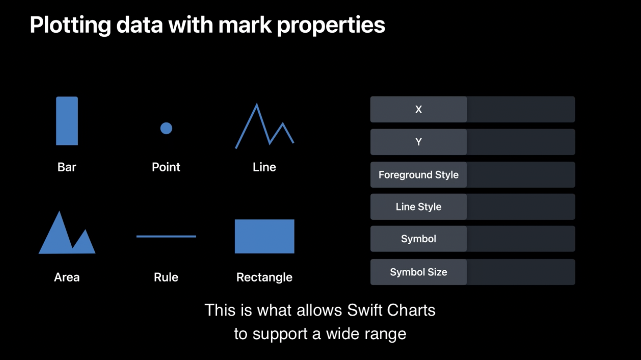 Plotting data with mark properties
Bar
Point
Line
Area
Rule
Rectangle
X
Y
Foreground Style
Line Style
Symbol
Symbol Size
This is what allows Swift Charts
to support a wide range